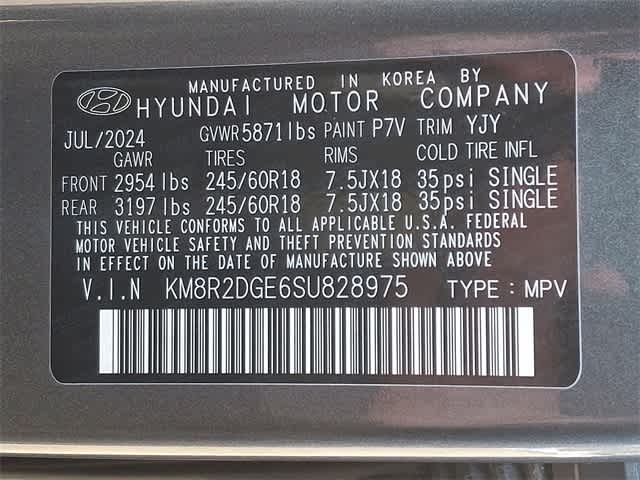 MANUFACTURED IN KOREA BY
HYUNDAI MOTOR COMPANY
JUL/2024 GVWR 5871lbs PAINT P7V TRIM YJY
GAWR TIRES RIMS COLD TIRE INFL
FRONT 2954 lbs 245/60R18 7.5JX18 35psi SINGLE
REAR 3197 lbs 245/60R18 7.5JX18 35psi SINGLE
THIS VEHICLE CONFORMS TO ALL APPLICABLE U.S.A. FEDERAL
MOTOR VEHICLE SAFETY AND THEFT PREVENTION STANDARDS
IN EFFECT ON THE DATE OF MANUFACTURE SHOWN ABOVE
V.I.N KM8R2DGE6SU828975 TYPE : MPV